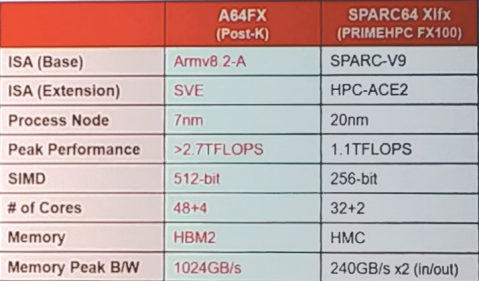 A64FX SPARC64 XIfx
(Post-K) (PRIMEHPC FX100)
ISA (Base) Armv8.2-A SPARC-V9
ISA (Extension) SVE HPC-ACE2
Process Node 7nm 20nm
Peak Performance >2.7TFLOPS 1.1TFLOPS
SIMD 512-bit 256-bit
# of Cores 48+4 32+2
Memory HBM2 HMC
Memory Peak B/W 1024GB/s 240GB/s x2 (in/out)